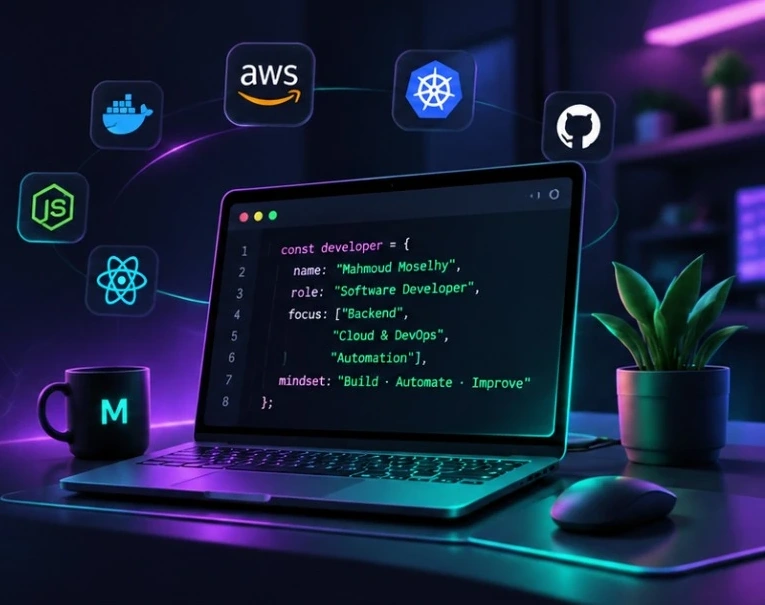 aws
JS
1 const developer = {
2 name: "Mahmoud Moselhy",
3 role: "Software Developer",
4 focus: ["Backend",
5 "Cloud & DevOps",
6 "Automation"],
7 mindset: "Build · Automate · Improve"
8 };
M